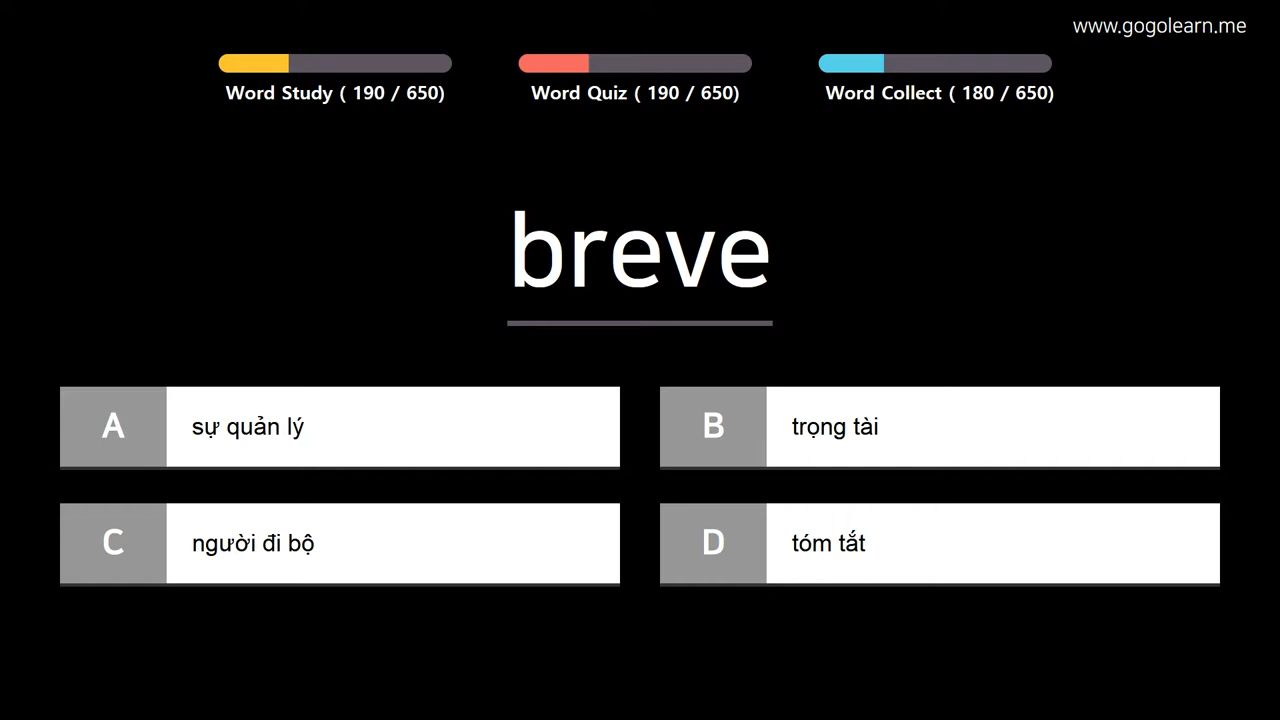 www.gogolearn.me
Word Study ( 190 / 650)
Word Quiz ( 190 / 650)
Word Collect ( 180 / 650)
breve
A sự quản lý
B trọng tài
C người đi bộ
D tóm tắt